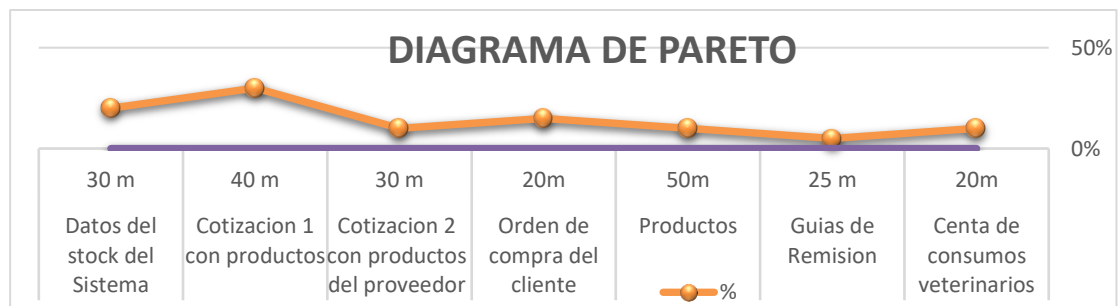 DIAGRAMA DE PARETO
50%
0%
30 m
40 m
30 m
20m
50m
25 m
20m
Datos del
stock del
Sistema
Cotizacion 1
con productos
Cotizacion 2
con productos
del proveedor
Orden de
compra del
cliente
Productos
Guias de
Remision
Centa de
consumos
veterinarios
%